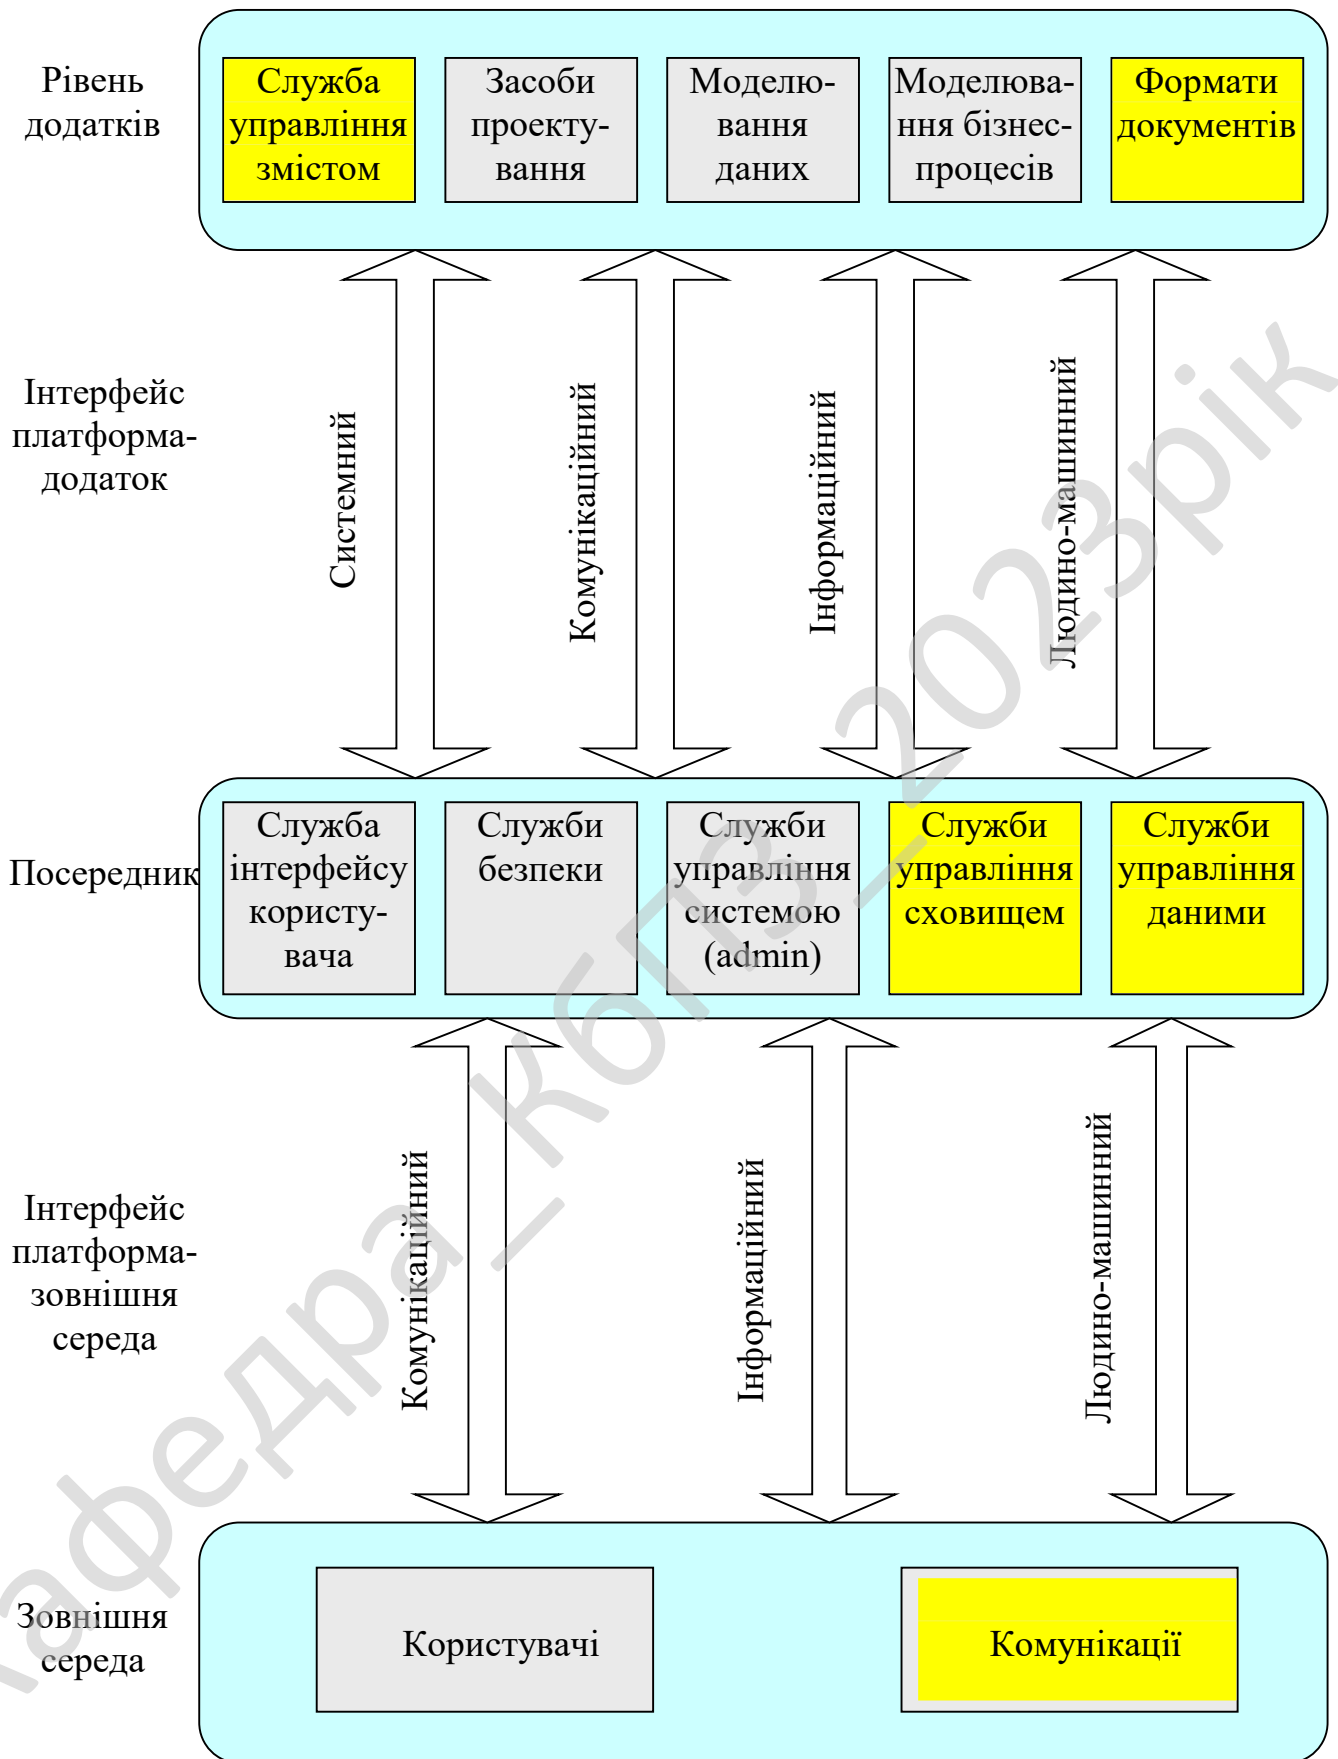 Рівень
додатків
Служба
управління
змістом
Засоби
проекту-
вання
Моделю-
вання
даних
Моделюва-
ння бізнес-
процесів
Формати
документів
Інтерфейс
платформа-
додаток
Системний
Комунікаційний
Інформаційний
Людино-машинний
Посередник
Служба
інтерфейсу
користу-
вача
Служби
безпеки
Служби
управління
системою
(admin)
Служби
управління
сховищем
Служби
управління
даними
Інтерфейс
платформа-
зовнішня
середа
Комунікаційний
Інформаційний
Людино-машинний
Зовнішня
середа
Користувачі
Комунікації
Кафедра_КбПЗ_2023рік